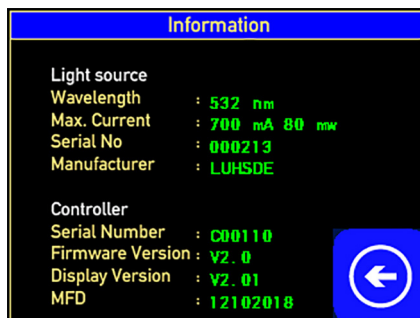 Information
Light source
Wavelength : 532 nm
Max. Current : 700 mA 80 mw
Serial No : 000213
Manufacturer : LUHSDE
Controller
Serial Number : C00110
Firmware Version : V2.0
Display Version : V2.01
MFD : 12102018